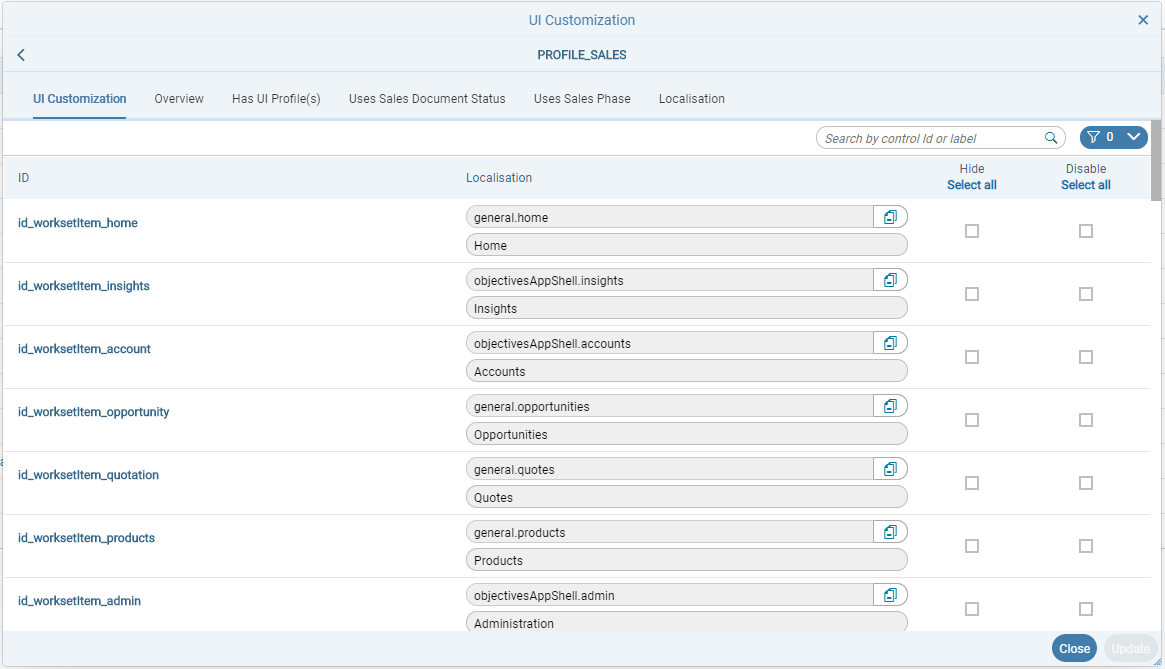 UI Customization
PROFILE_SALES
UI Customization Overview Has UI Profile(s) Uses Sales Document Status Uses Sales Phase Localisation
Search by control Id or label 0
ID Localisation Hide Disable
Select all Select all
id_worksetItem_home general.home
Home
id_worksetItem_insights objectivesAppShell.insights
Insights
id_worksetItem_account objectivesAppShell.accounts
Accounts
id_worksetItem_opportunity general.opportunities
Opportunities
id_worksetItem_quotation general.quotes
Quotes
id_worksetItem_products general.products
Products
id_worksetItem_admin objectivesAppShell.admin
Administration
Close Update